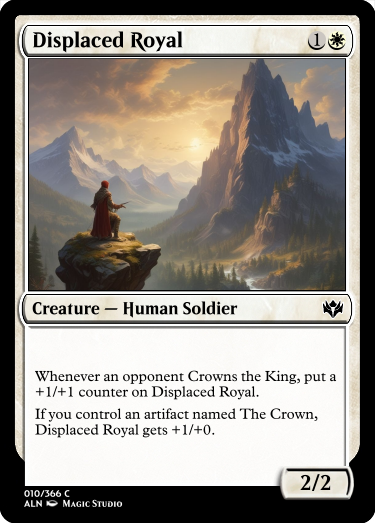 Displaced Royal 1
Creature — Human Soldier
Whenever an opponent Crowns the King, put a
+1/+1 counter on Displaced Royal.
If you control an artifact named The Crown,
Displaced Royal gets +1/+0.
2/2
010/366 C
ALN MAGIC STUDIO